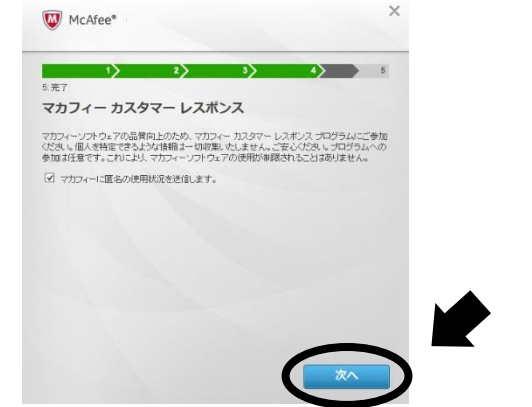 McAfee®
1 2 3 4 5
5: 完了
マカフィー カスタマー レスポンス
マカフィーソフトウェアの品質向上のため、マカフィー カスタマー レスポンス プログラムにご参加
ください。個人を特定できるような情報は一切収集いたしません。ご安心ください。プログラムへの
参加は任意です。これにより、マカフィーソフトウェアの使用が制限されることはありません。
マカフィーに匿名の使用状況を送信します。
次へ